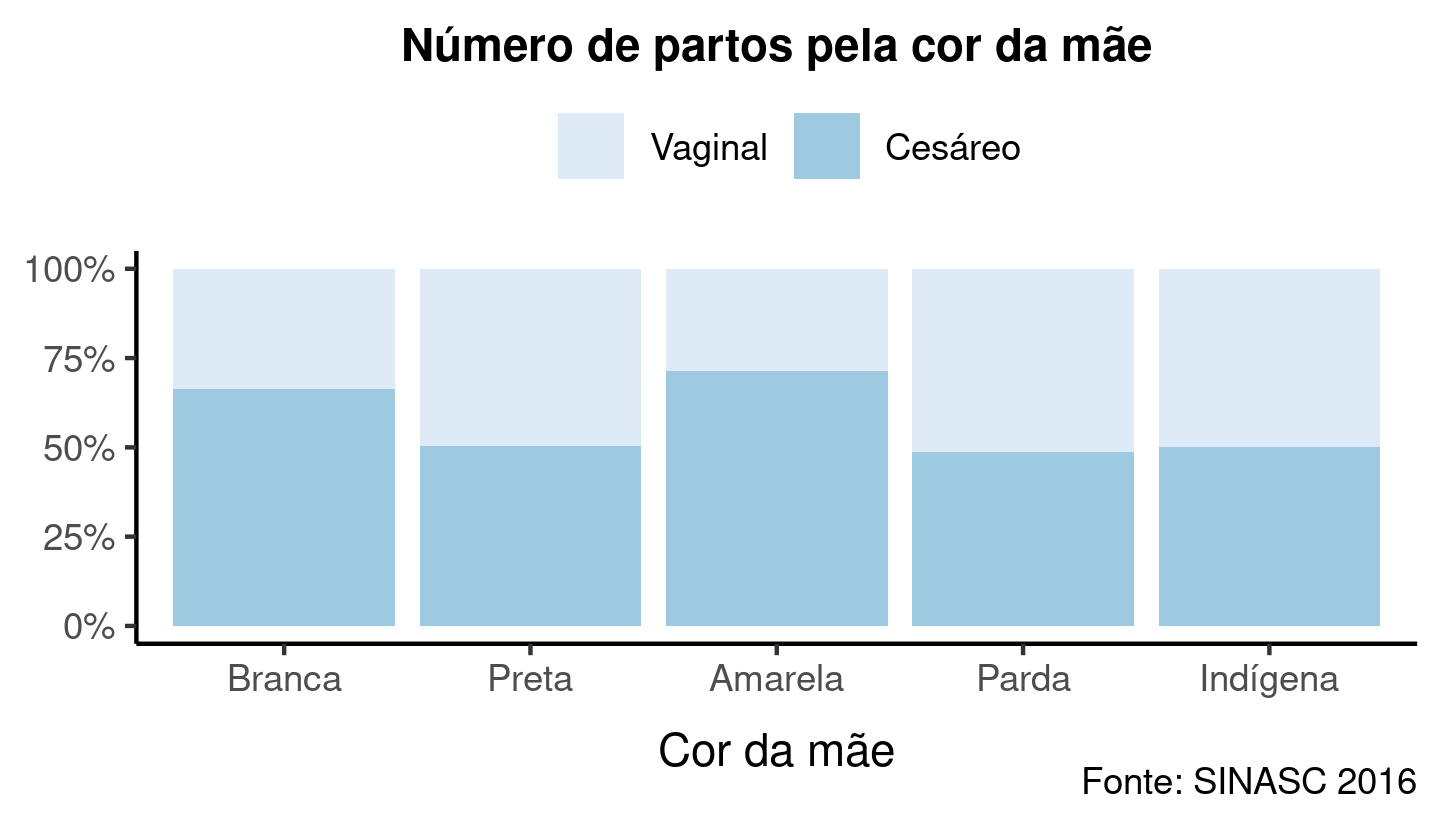 Número de partos pela cor da mãe
Vaginal Cesáreo
100%
75%
50%
25%
0%
Branca Preta Amarela Parda Indígena
Cor da mãe
Fonte: SINASC 2016